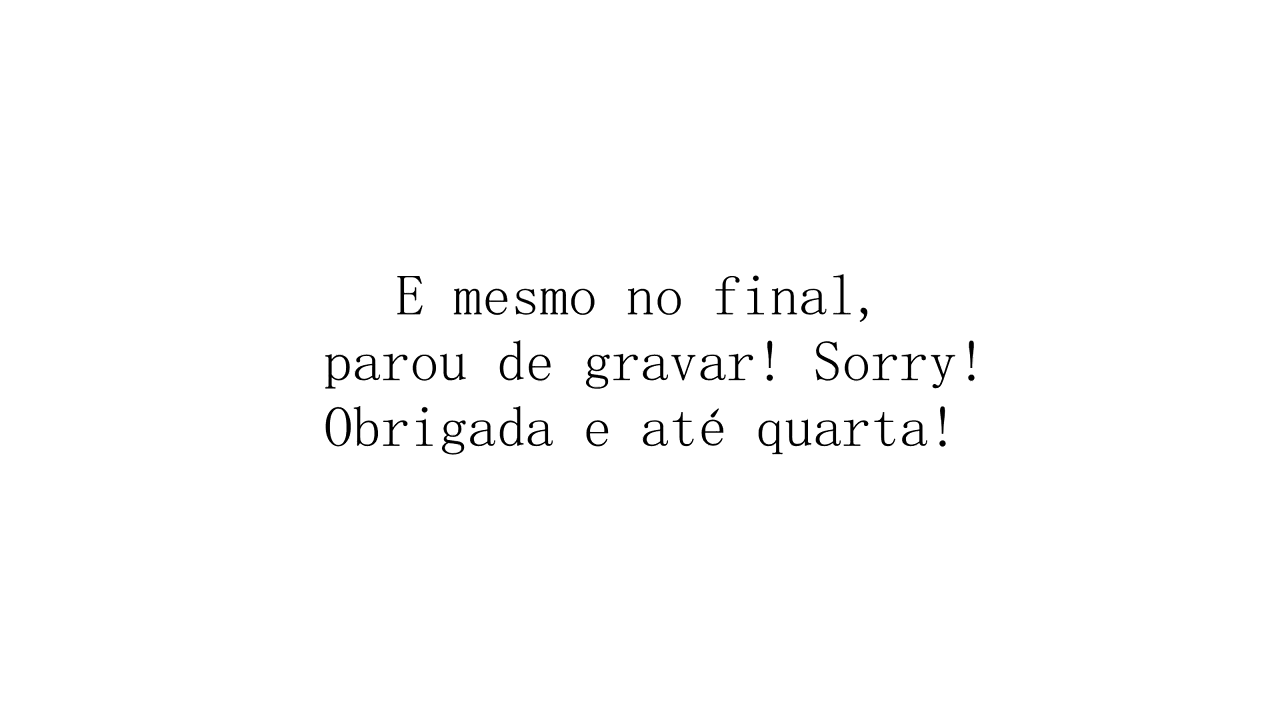 E mesmo no final,
parou de gravar! Sorry!
Obrigada e até quarta!